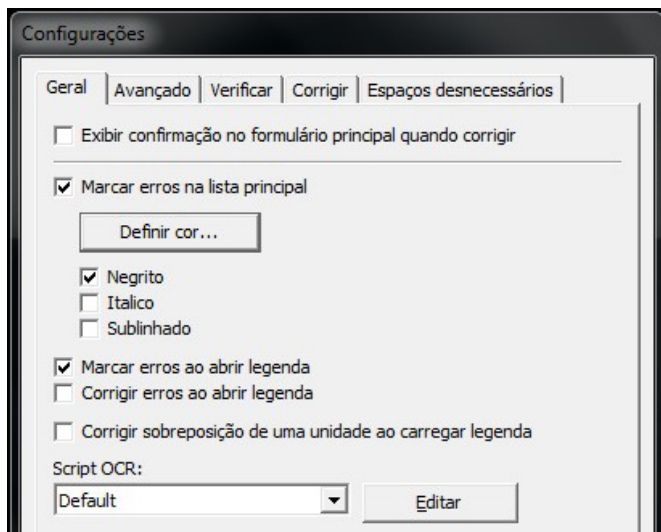 Configurações
Geral Avançado Verificar Corrigir Espaços desnecessários
Exibir confirmação no formulário principal quando corrigir
Marcar erros na lista principal
Definir cor...
Negrito
Italico
Sublinhado
Marcar erros ao abrir legenda
Corrigir erros ao abrir legenda
Corrigir sobreposição de uma unidade ao carregar legenda
Script OCR:
Default Editar